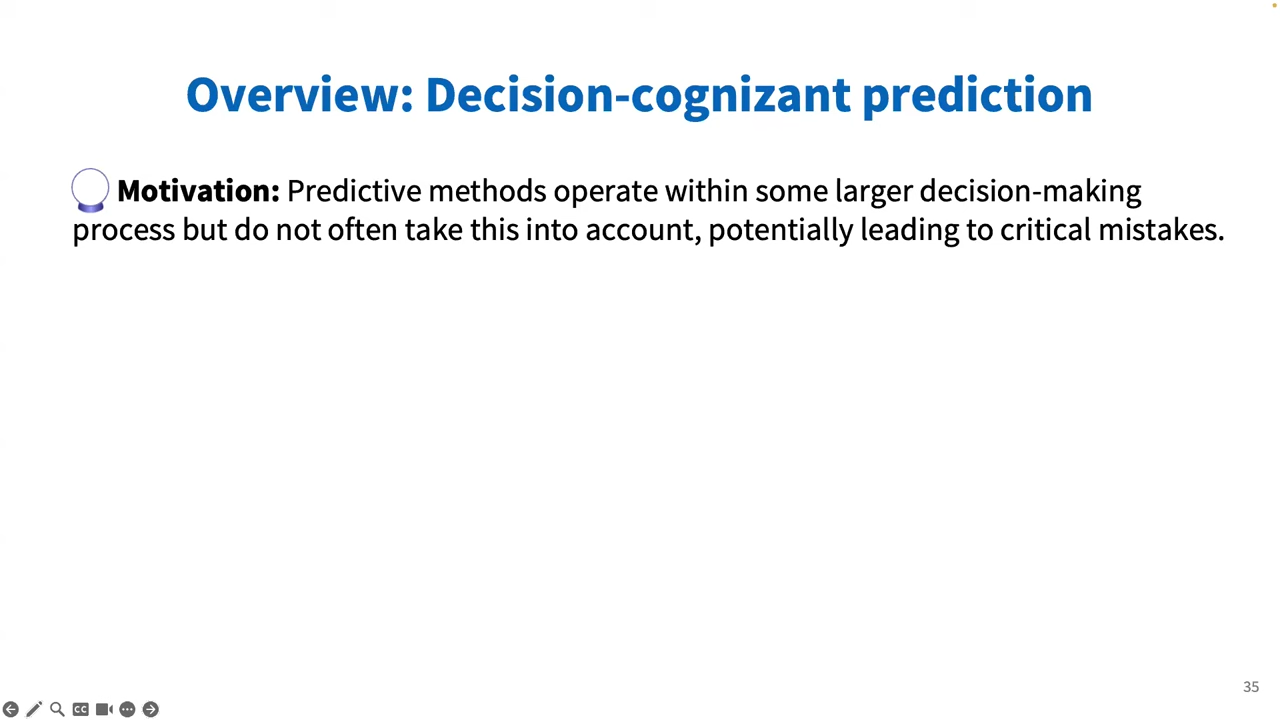 Overview: Decision-cognizant prediction
Motivation: Predictive methods operate within some larger decision-making
process but do not often take this into account, potentially leading to critical mistakes.
35
CC